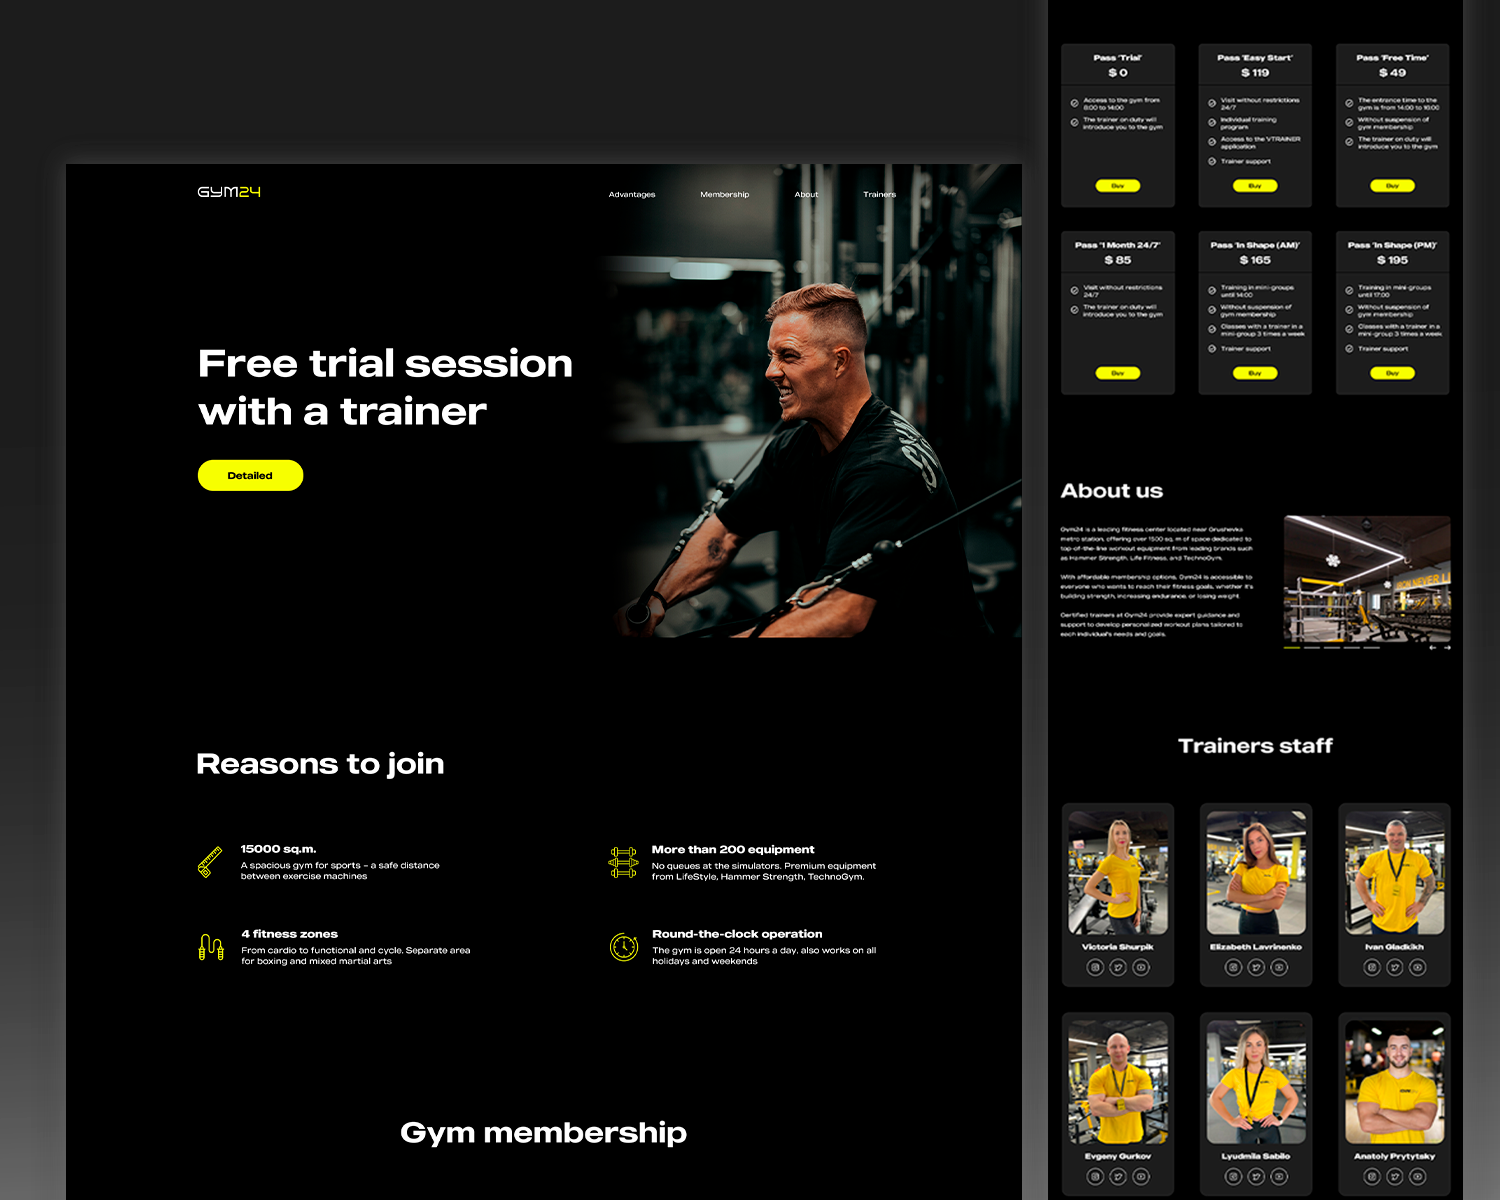 GYM24
Advantages
Membership
About
Trainers
Free trial session
with a trainer
Detailed
Reasons to join
15000 sq.m.
A spacious gym for sports – a safe distance
between exercise machines
More than 200 equipment
No queues at the simulators. Premium equipment
from LifeStyle, Hammer Strength, TechnoGym.
4 fitness zones
From cardio to functional and cycle. Separate area
for boxing and mixed martial arts
Round-the-clock operation
The gym is open 24 hours a day, also works on all
holidays and weekends
Gym membership
Pass 'Trial'
$ 0
Access to the gym from
8:00 to 14:00
The trainer on duty will
introduce you to the gym
Buy
Pass 'Easy Start'
$ 119
Visit without restrictions
24/7
Individual training
program
Access to the VTRAINER
application
Trainer support
Buy
Pass 'Free Time'
$ 49
The entrance time to the
gym is from 14:00 to 16:00
Without suspension of
gym membership
The trainer on duty will
introduce you to the gym
Buy
Pass '1 Month 24/7'
$ 85
Visit without restrictions
24/7
The trainer on duty will
introduce you to the gym
Buy
Pass 'In Shape (AM)'
$ 165
Training in mini-groups
until 14:00
Without suspension of
gym membership
Classes with a trainer in a
mini-group 3 times a week
Trainer support
Buy
Pass 'In Shape (PM)'
$ 195
Training in mini-groups
until 17:00
Without suspension of
gym membership
Classes with a trainer in a
mini-group 3 times a week
Trainer support
Buy
About us
Gym24 is a leading fitness center located near Grushevka
metro station, offering over 1500 sq. m of space dedicated to
top-of-the-line workout equipment from leading brands such
as Hammer Strength, Life Fitness, and TechnoGym.
With affordable membership options, Gym24 is accessible to
everyone who wants to reach their fitness goals, whether it's
building strength, increasing endurance, or losing weight.
Certified trainers at Gym24 provide expert guidance and
support to develop personalized workout plans tailored to
each individual's needs and goals.
NEVER
Trainers staff
Victoria Shurpik
Elizabeth Lavrinenko
Ivan Gladkikh
Evgeny Gurkov
Lyudmila Sabilo
Anatoly Prytytsky